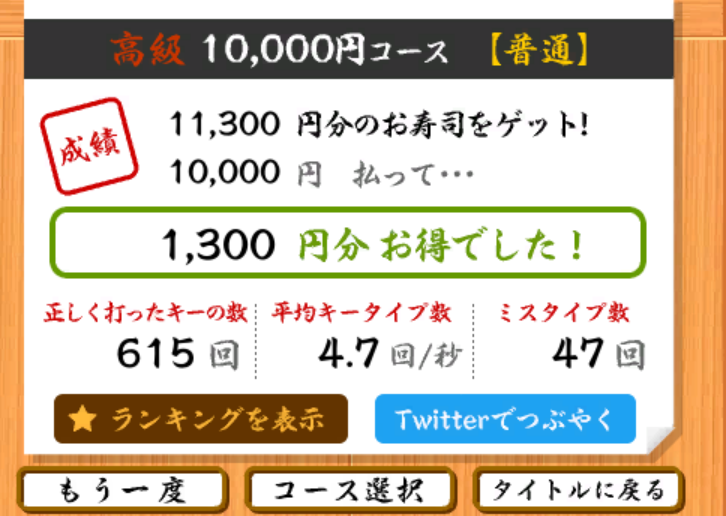 高級 10,000円コース 【普通】
成績
11,300 円分のお寿司をゲット!
10,000 円 払って…
1,300 円分 お得でした！
正しく打ったキーの数 平均キータイプ数 ミスタイプ数
615 回 4.7 回/秒 47 回
★ ランキングを表示 Twitterでつぶやく
もう一度 コース選択 タイトルに戻る